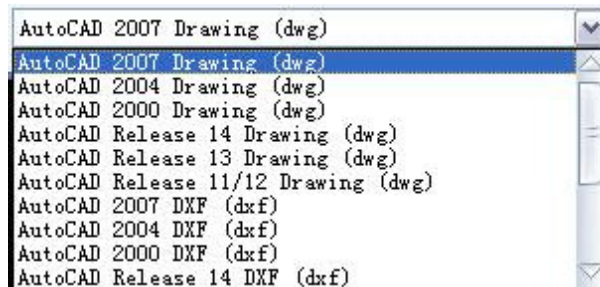 AutoCAD 2007 Drawing (dwg)
AutoCAD 2007 Drawing (dwg)
AutoCAD 2004 Drawing (dwg)
AutoCAD 2000 Drawing (dwg)
AutoCAD Release 14 Drawing (dwg)
AutoCAD Release 13 Drawing (dwg)
AutoCAD Release 11/12 Drawing (dwg)
AutoCAD 2007 DXF (dxf)
AutoCAD 2004 DXF (dxf)
AutoCAD 2000 DXF (dxf)
AutoCAD Release 14 DXF (dxf)